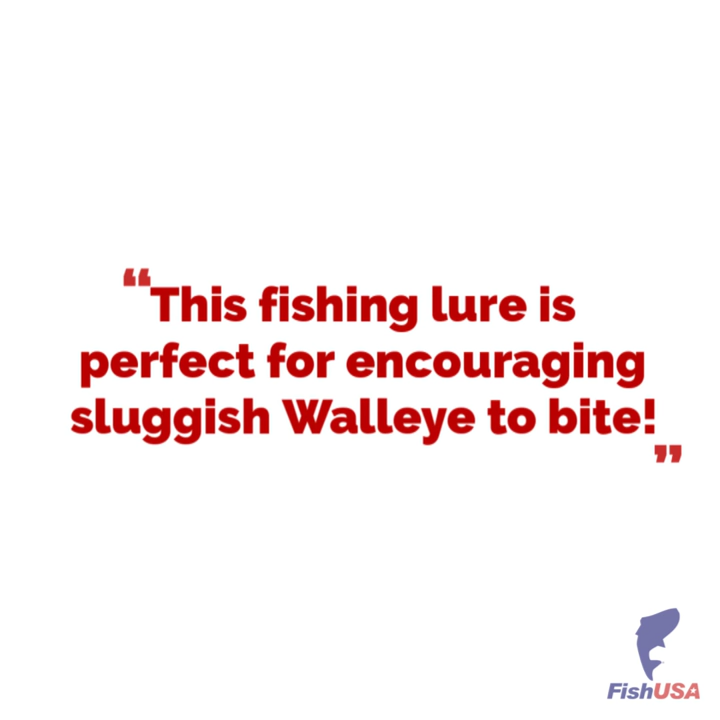 “This fishing lure is
perfect for encouraging
sluggish Walleye to bite!”
FishUSA